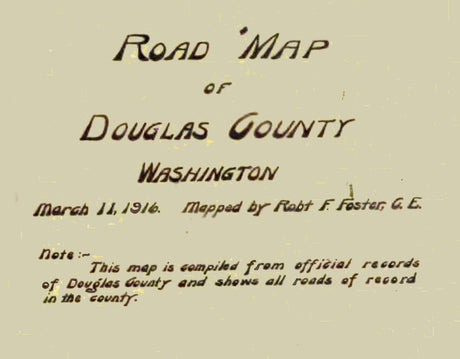 ROAD MAP
OF
DOUGLAS COUNTY
WASHINGTON
March 11, 1916. Mapped by Robt F. Foster, C. E.
Note :-
This map is compiled from official records
of Douglas County and shows all roads of record
in the county.